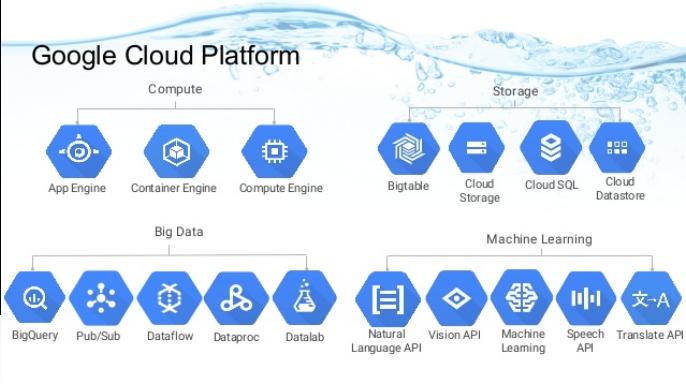 Google Cloud Platform
Compute
App Engine
Container Engine
Compute Engine
Storage
Bigtable
Cloud
Storage
Cloud SQL
Cloud
Datastore
Big Data
BigQuery
Pub/Sub
Dataflow
Dataproc
Datalab
Machine Learning
Natural
Language API
Vision API
Machine
Learning
Speech
API
文→A
Translate API